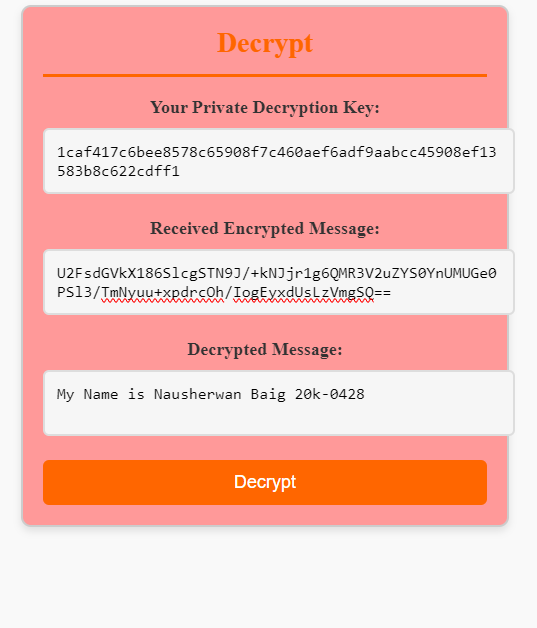 Decrypt
Your Private Decryption Key:
1caf417c6bee8578c65908f7c460aef6adf9aabcc45908ef13
583b8c622cdff1
Received Encrypted Message:
U2FsdGVkX186SlcgSTN9J/+kNJjr1g6QMR3V2uZYS0YnUMUGe0
PSl3/TmNyuu+xpdrcOh/IogEyxdUsLzVmgSQ==
Decrypted Message:
My Name is Nausherwan Baig 20k-0428
Decrypt